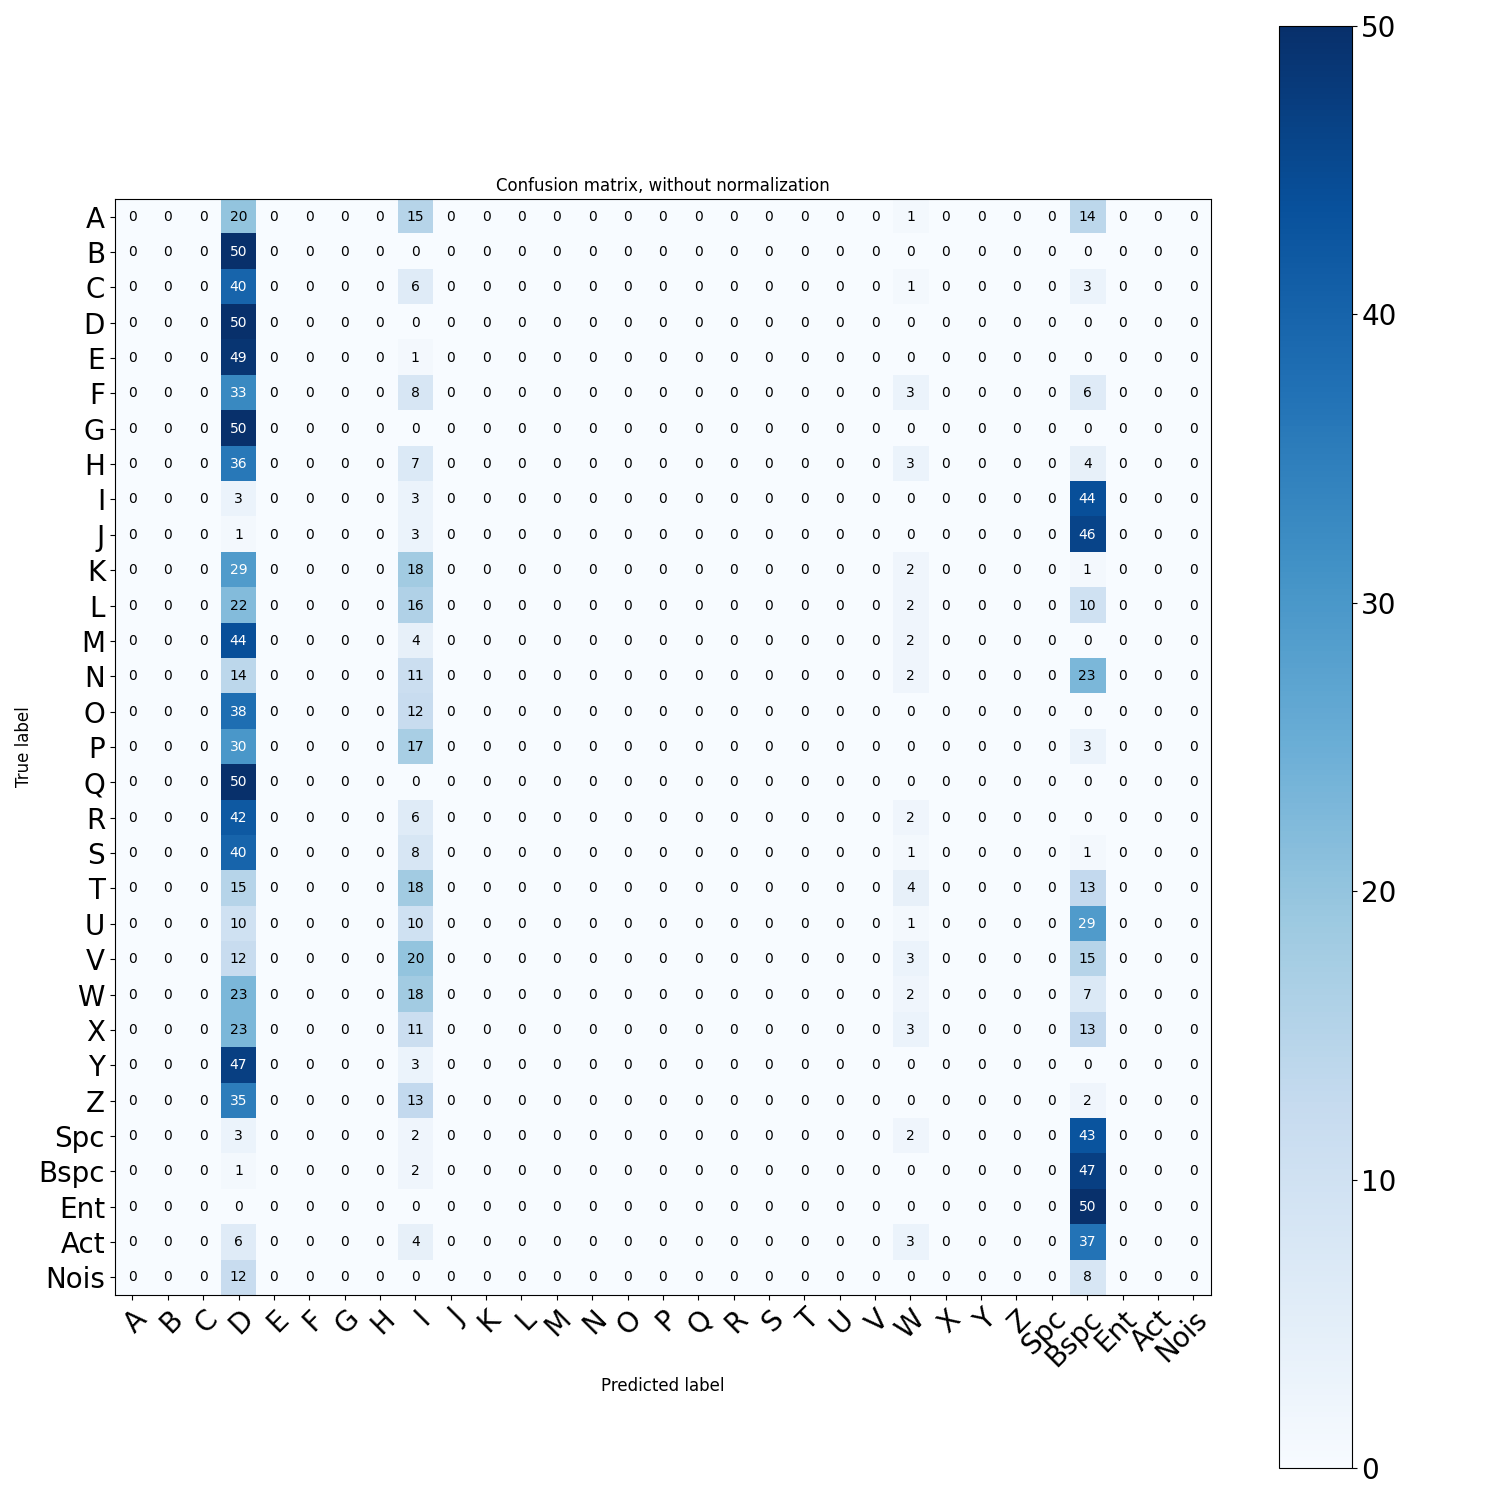 Confusion matrix, without normalization
A 0 0 0 20 0 0 0 0 15 0 0 0 0 0 0 0 0 0 0 0 0 0 1 0 0 0 0 14 0 0 0
B 0 0 0 50 0 0 0 0 0 0 0 0 0 0 0 0 0 0 0 0 0 0 0 0 0 0 0 0 0 0 0
C 0 0 0 40 0 0 0 0 6 0 0 0 0 0 0 0 0 0 0 0 0 0 1 0 0 0 0 3 0 0 0
D 0 0 0 50 0 0 0 0 0 0 0 0 0 0 0 0 0 0 0 0 0 0 0 0 0 0 0 0 0 0 0
E 0 0 0 49 0 0 0 0 1 0 0 0 0 0 0 0 0 0 0 0 0 0 0 0 0 0 0 0 0 0 0
F 0 0 0 33 0 0 0 0 8 0 0 0 0 0 0 0 0 0 0 0 0 0 3 0 0 0 0 6 0 0 0
G 0 0 0 50 0 0 0 0 0 0 0 0 0 0 0 0 0 0 0 0 0 0 0 0 0 0 0 0 0 0 0
H 0 0 0 36 0 0 0 0 7 0 0 0 0 0 0 0 0 0 0 0 0 0 3 0 0 0 0 4 0 0 0
I 0 0 0 3 0 0 0 0 3 0 0 0 0 0 0 0 0 0 0 0 0 0 0 0 0 0 0 44 0 0 0
J 0 0 0 1 0 0 0 0 3 0 0 0 0 0 0 0 0 0 0 0 0 0 0 0 0 0 0 46 0 0 0
K 0 0 0 29 0 0 0 0 18 0 0 0 0 0 0 0 0 0 0 0 0 0 2 0 0 0 0 1 0 0 0
L 0 0 0 22 0 0 0 0 16 0 0 0 0 0 0 0 0 0 0 0 0 0 2 0 0 0 0 10 0 0 0
M 0 0 0 44 0 0 0 0 4 0 0 0 0 0 0 0 0 0 0 0 0 0 2 0 0 0 0 0 0 0 0
N 0 0 0 14 0 0 0 0 11 0 0 0 0 0 0 0 0 0 0 0 0 0 2 0 0 0 0 23 0 0 0
O 0 0 0 38 0 0 0 0 12 0 0 0 0 0 0 0 0 0 0 0 0 0 0 0 0 0 0 0 0 0 0
P 0 0 0 30 0 0 0 0 17 0 0 0 0 0 0 0 0 0 0 0 0 0 0 0 0 0 0 3 0 0 0
Q 0 0 0 50 0 0 0 0 0 0 0 0 0 0 0 0 0 0 0 0 0 0 0 0 0 0 0 0 0 0 0
R 0 0 0 42 0 0 0 0 6 0 0 0 0 0 0 0 0 0 0 0 0 0 2 0 0 0 0 0 0 0 0
S 0 0 0 40 0 0 0 0 8 0 0 0 0 0 0 0 0 0 0 0 0 0 1 0 0 0 0 1 0 0 0
T 0 0 0 15 0 0 0 0 18 0 0 0 0 0 0 0 0 0 0 0 0 0 4 0 0 0 0 13 0 0 0
U 0 0 0 10 0 0 0 0 10 0 0 0 0 0 0 0 0 0 0 0 0 0 1 0 0 0 0 29 0 0 0
V 0 0 0 12 0 0 0 0 20 0 0 0 0 0 0 0 0 0 0 0 0 0 3 0 0 0 0 15 0 0 0
W 0 0 0 23 0 0 0 0 18 0 0 0 0 0 0 0 0 0 0 0 0 0 2 0 0 0 0 7 0 0 0
X 0 0 0 23 0 0 0 0 11 0 0 0 0 0 0 0 0 0 0 0 0 0 3 0 0 0 0 13 0 0 0
Y 0 0 0 47 0 0 0 0 3 0 0 0 0 0 0 0 0 0 0 0 0 0 0 0 0 0 0 0 0 0 0
Z 0 0 0 35 0 0 0 0 13 0 0 0 0 0 0 0 0 0 0 0 0 0 0 0 0 0 0 2 0 0 0
Spc 0 0 0 3 0 0 0 0 2 0 0 0 0 0 0 0 0 0 0 0 0 0 2 0 0 0 0 43 0 0 0
Bspc 0 0 0 1 0 0 0 0 2 0 0 0 0 0 0 0 0 0 0 0 0 0 0 0 0 0 0 47 0 0 0
Ent 0 0 0 0 0 0 0 0 0 0 0 0 0 0 0 0 0 0 0 0 0 0 0 0 0 0 0 50 0 0 0
Act 0 0 0 6 0 0 0 0 4 0 0 0 0 0 0 0 0 0 0 0 0 0 3 0 0 0 0 37 0 0 0
Nois 0 0 0 12 0 0 0 0 0 0 0 0 0 0 0 0 0 0 0 0 0 0 0 0 0 0 0 8 0 0 0
A B C D E F G H I J K L M N O P Q R S T U V W X Y Z Spc Bspc Ent Act Nois
Predicted label
True label
50
40
30
20
10
0